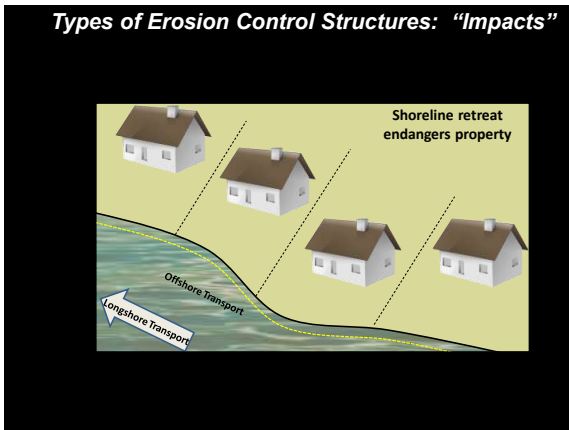 Types of Erosion Control Structures: “Impacts”
Shoreline retreat
endangers property
Offshore Transport
Longshore Transport